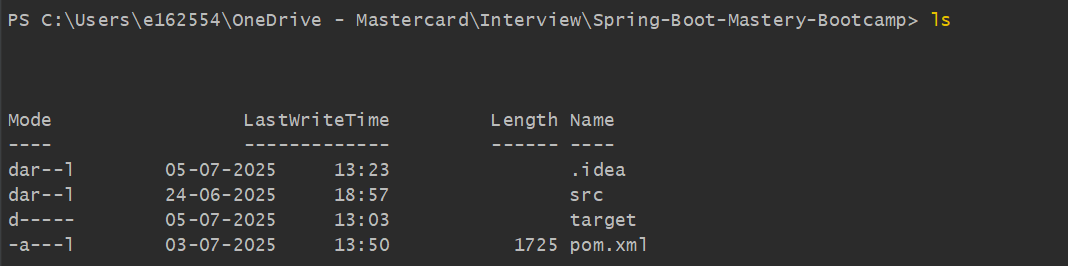 PS C:\Users\e162554\OneDrive - Mastercard\Interview\Spring-Boot-Mastery-Bootcamp> ls
Mode                 LastWriteTime         Length Name
----                 -------------         ------ ----
dar--l        05-07-2025     13:23                .idea
dar--l        24-06-2025     18:57                src
d-----        05-07-2025     13:03                target
-a---l        03-07-2025     13:50           1725 pom.xml